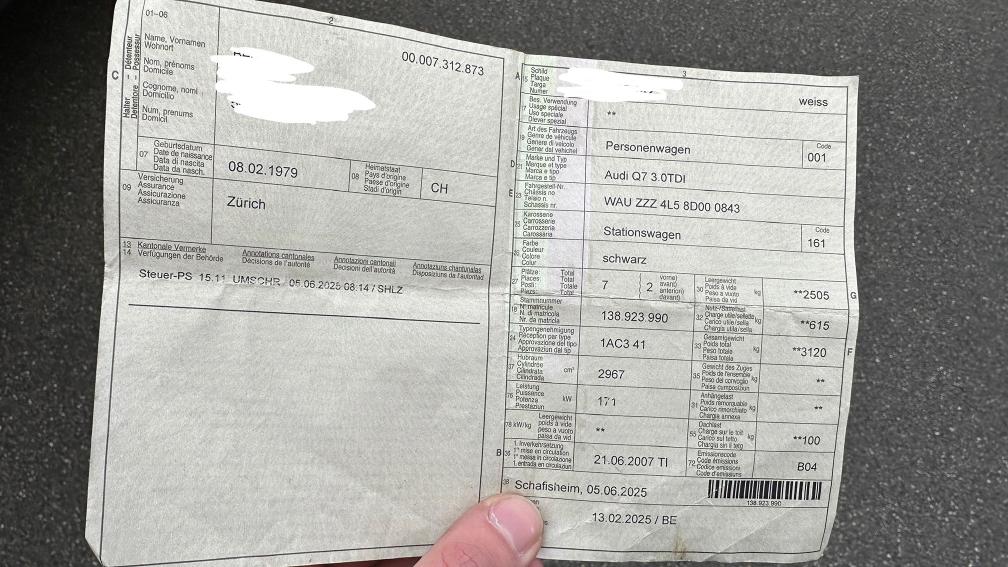 01–06
2
C
Halter Détenteur
Detentore Possessur
Name, Vornamen
Wohnort
Nom, prénoms
Domicile
Cognome, nomi
Domicilio
Num, prenums
Domicil
00.007.312.873
07
Geburtsdatum
Date de naissance
Data di nascita
Data da nasch.
08.02.1979
08
Heimatstaat
Pays d'origine
Paese d'origine
Stadi d'origin
CH
09
Versicherung
Assurance
Assicurazione
Assicuranza
Zürich
13
14
Kantonale Vermerke
Verfügungen der Behörde
Annotations cantonales
Décisions de l'autorité
Annotazioni cantonali
Decisioni dell'autorità
Annotaziuns chantunalas
Disposiziuns da l'autoritad
Steuer-PS 15.11 UMSCHR / 05.06.2025 08:14 / SHLZ
3
A
15
Schild
Plaque
Targa
Numer
weiss
17
Bes. Verwendung
Usage spécial
Uso speciale
Diever spezial
**
19
Art des Fahrzeugs
Genre de véhicule
Genere di veicolo
Gener dal vehichel
Personenwagen
Code
001
D
21
Marke und Typ
Marque et type
Marca e tipo
Marca e tip
Audi Q7 3.0TDI
E
23
Fahrgestell-Nr.
Châssis no
Telaio n.
Schassis nr.
WAU ZZZ 4L5 8D00 0843
25
Karosserie
Carrosserie
Carrozzeria
Carossaria
Stationswagen
Code
161
Farbe
Couleur
Colore
Colur
schwarz
27
Plätze: Total
Places: Total
Posti: Totale
Plazs: Total
7
2
vorne)
avant)
anteriori)
davant)
30
Leergewicht
Poids à vide
Peso a vuoto
Paisa da vid
kg
**2505
G
18
Stammnummer
N° matricule
N. di matricola
Nr. da matricla
138.923.990
32
Nutz-/Sattellast
Charge utile/sellette
Carico utile/sella
Chargia utila/sella
kg
**615
24
Typengenehmigung
Réception par type
Approvazione del tipo
Approvaziun dal tip
1AC3 41
33
Gesamtgewicht
Poids total
Peso totale
Paisa totala
kg
**3120
F
37
Hubraum
Cylindrée
Cilindrata
Cilindrada
cm³
2967
35
Gewicht des Zuges
Poids de l'ensemble
Peso del convoglio
Paisa cumposiziun
kg
**
76
Leistung
Puissance
Potenza
Prestaziun
kW
171
31
Anhängelast
Poids remorquable
Carico rimorchiato
Chargia annexa
kg
**
78
kW/kg
Leergewicht
poids à vide
peso a vuoto
paisa da vid
**
55
Dachlast
Charge sur le toit
Carico sul tetto
Chargia sin il tetg
kg
**100
B
36
1. Inverkehrsetzung
1re mise en circulation
1a messa in circolazione
1. entrada en circulaziun
21.06.2007 TI
72
Emissionscode
Code émissions
Codice emissioni
Code d'emissiuns
B04
38
Schafisheim, 05.06.2025
138.923.990
13.02.2025 / BE